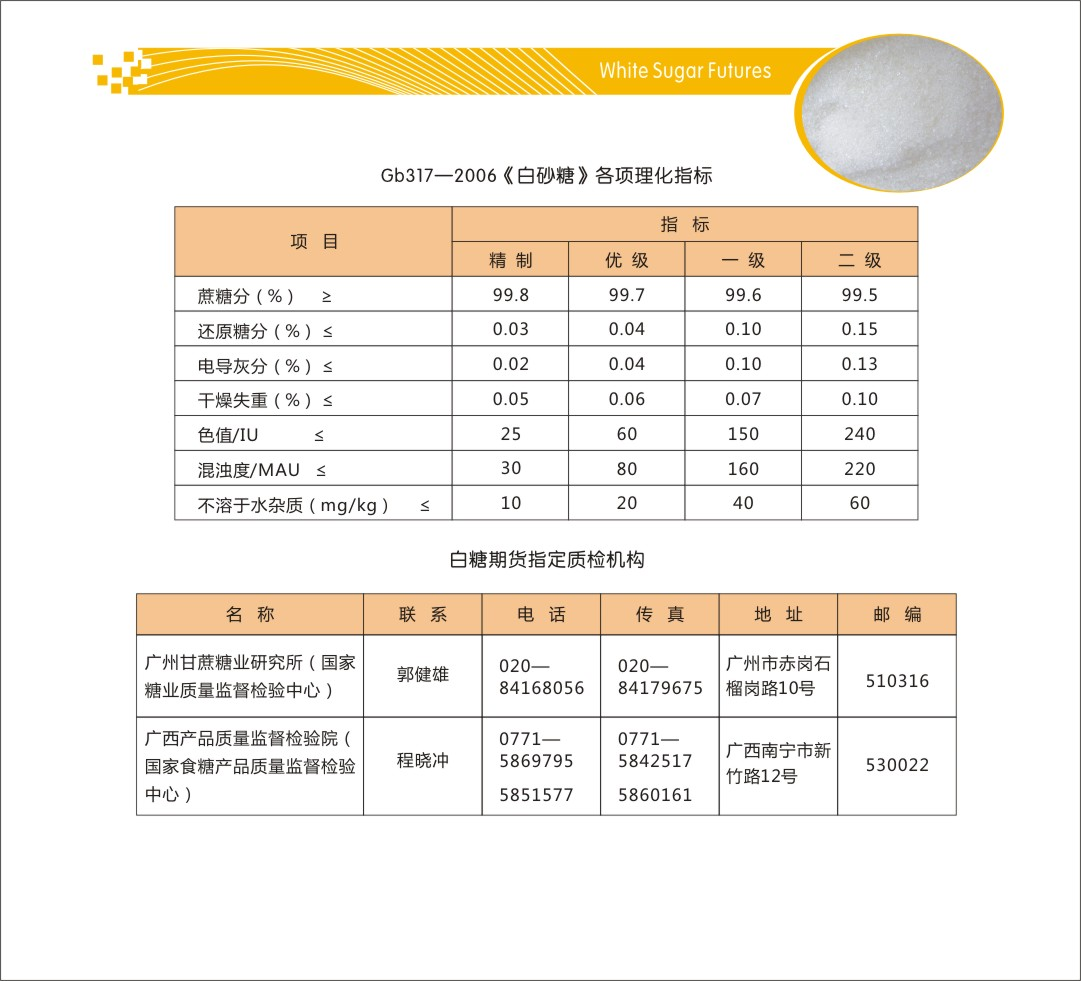 White Sugar Futures
Gb317—2006《白砂糖》各项理化指标
项 目 指 标
精 制 优 级 一 级 二 级
蔗糖分(%) ≥ 99.8 99.7 99.6 99.5
还原糖分(%) ≤ 0.03 0.04 0.10 0.15
电导灰分(%) ≤ 0.02 0.04 0.10 0.13
干燥失重(%) ≤ 0.05 0.06 0.07 0.10
色值/IU ≤ 25 60 150 240
混浊度/MAU ≤ 30 80 160 220
不溶于水杂质(mg/kg) ≤ 10 20 40 60
白糖期货指定质检机构
名 称 联 系 电 话 传 真 地 址 邮 编
广州甘蔗糖业研究所(国家
糖业质量监督检验中心)
郭健雄
020—
84168056
020—
84179675
广州市赤岗石
榴岗路10号
510316
广西产品质量监督检验院(
国家食糖产品质量监督检验
中心)
程晓冲
0771—
5869795
5851577
0771—
5842517
5860161
广西南宁市新
竹路12号
530022